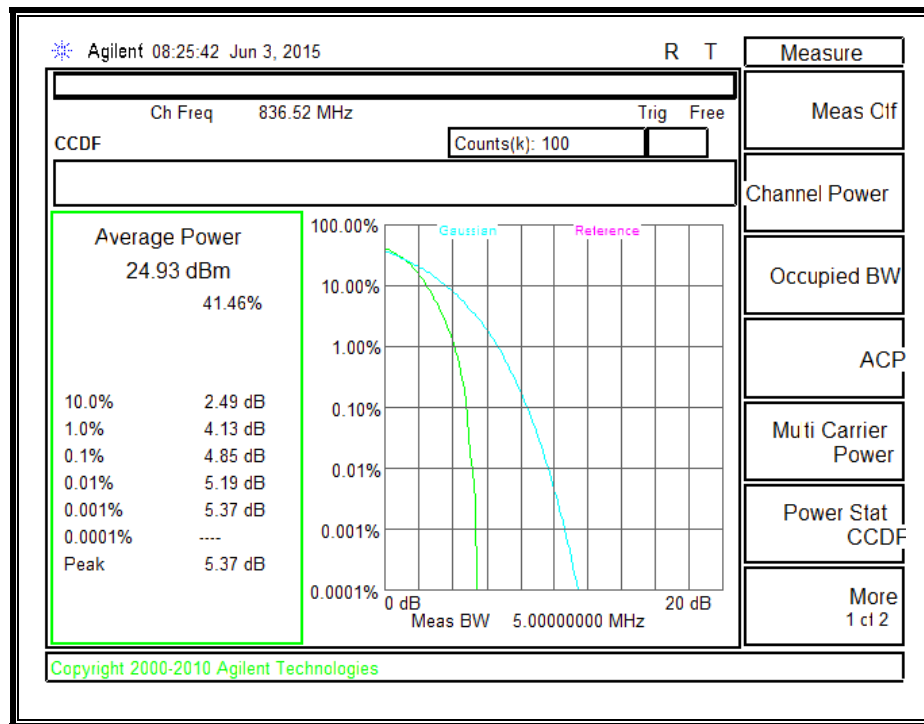 Agilent 08:25:42 Jun 3, 2015 R T
Ch Freq 836.52 MHz Trig Free
CCDF Counts(k): 100
Average Power
24.93 dBm
41.46%
10.0% 2.49 dB
1.0% 4.13 dB
0.1% 4.85 dB
0.01% 5.19 dB
0.001% 5.37 dB
0.0001% ----
Peak 5.37 dB
Gaussian Reference
100.00%
10.00%
1.00%
0.10%
0.01%
0.001%
0.0001%
0 dB 20 dB
Meas BW 5.00000000 MHz
Measure
Meas Off
Channel Power
Occupied BW
ACP
Multi Carrier
Power
Power Stat
CCDF
More
1 of 2
Copyright 2000-2010 Agilent Technologies